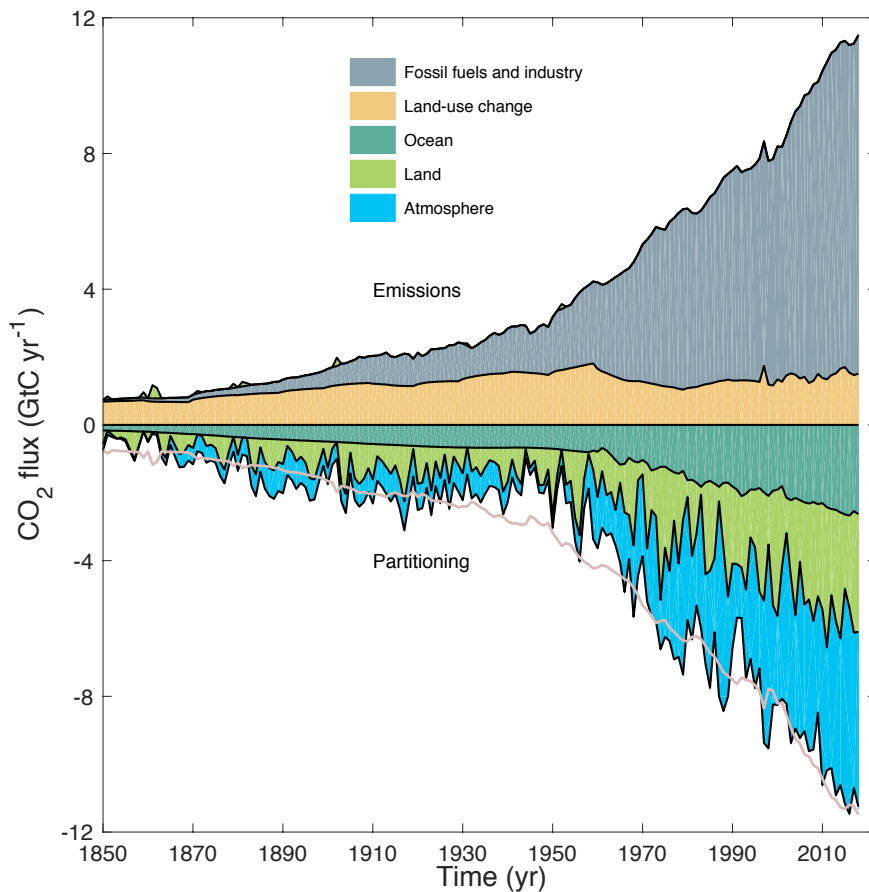 12
8
4
0
-4
-8
-12
CO2 flux (GtC yr-1)
Fossil fuels and industry
Land-use change
Ocean
Land
Atmosphere
Emissions
Partitioning
1850 1870 1890 1910 1930 1950 1970 1990 2010
Time (yr)